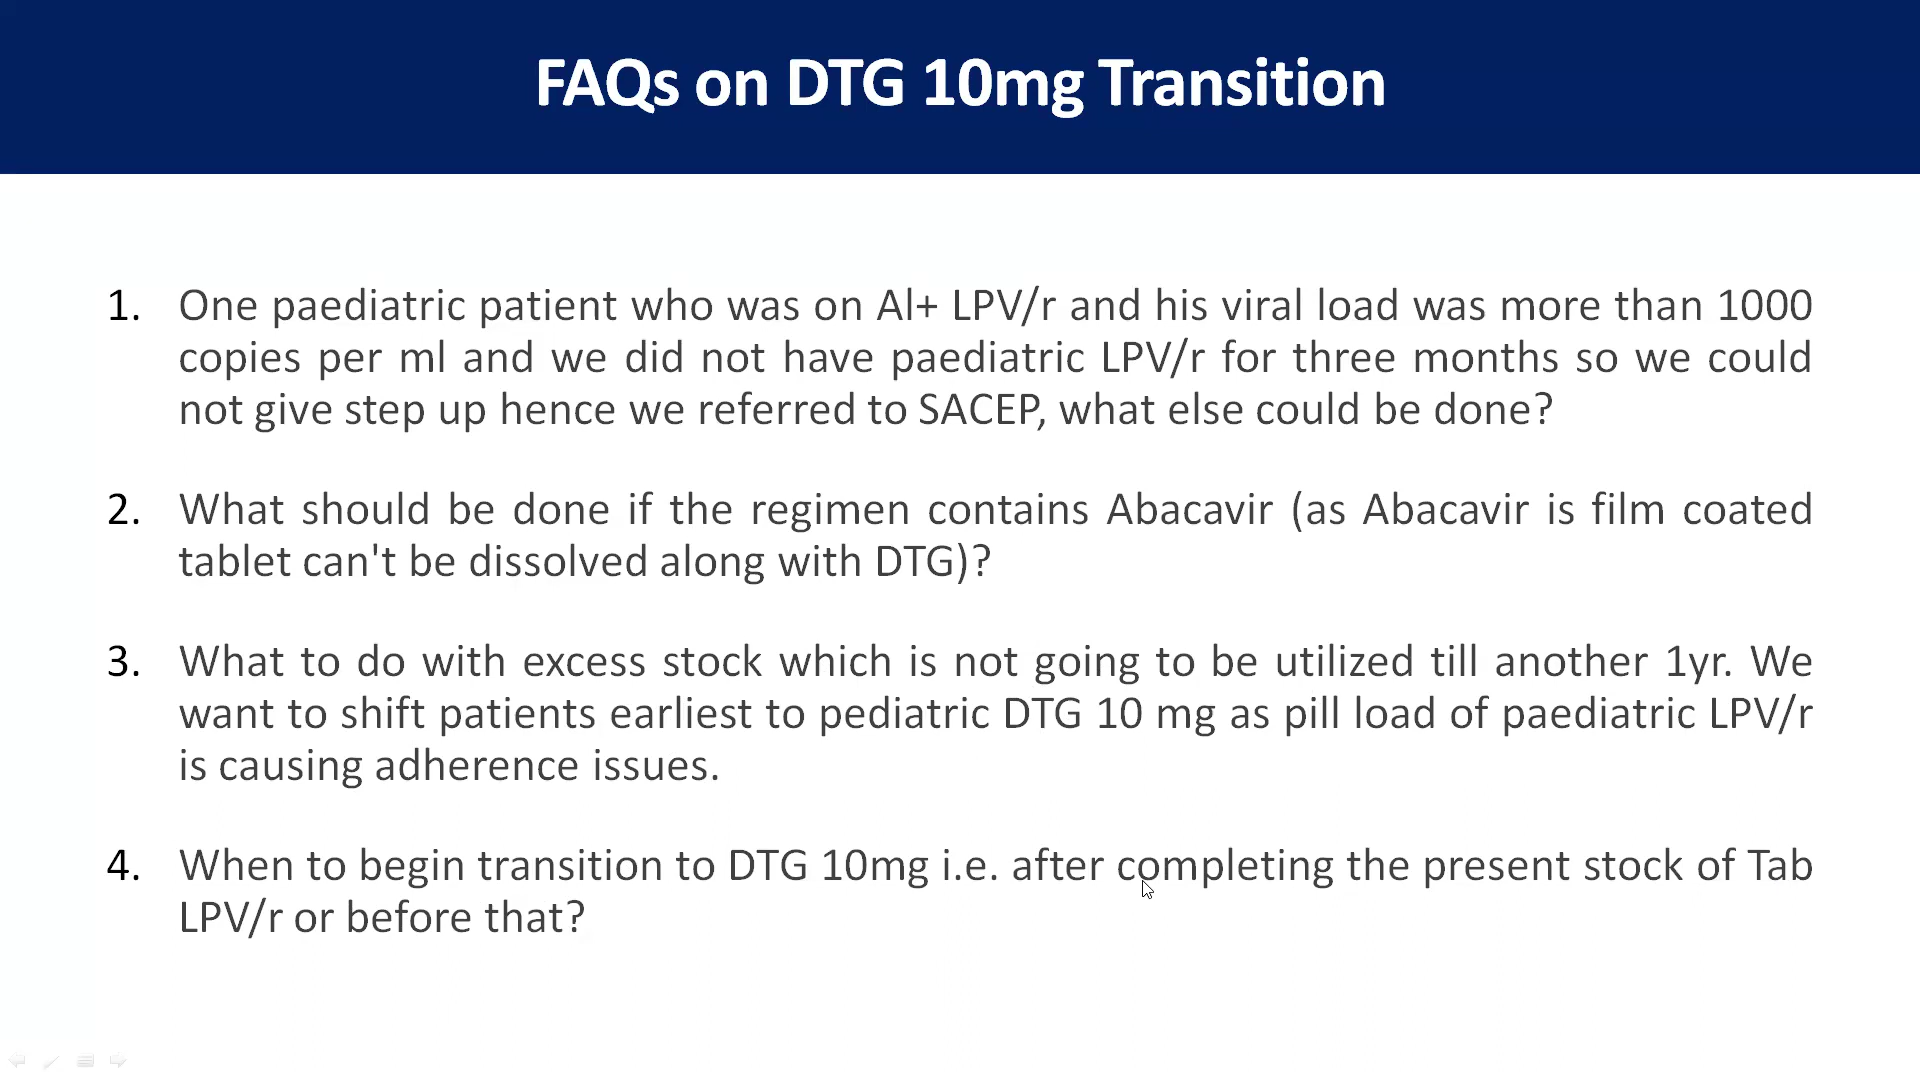 FAQs on DTG 10mg Transition
1. One paediatric patient who was on Al+ LPV/r and his viral load was more than 1000
copies per ml and we did not have paediatric LPV/r for three months so we could
not give step up hence we referred to SACEP, what else could be done?
2. What should be done if the regimen contains Abacavir (as Abacavir is film coated
tablet can't be dissolved along with DTG)?
3. What to do with excess stock which is not going to be utilized till another 1yr. We
want to shift patients earliest to pediatric DTG 10 mg as pill load of paediatric LPV/r
is causing adherence issues.
4. When to begin transition to DTG 10mg i.e. after completing the present stock of Tab
LPV/r or before that?